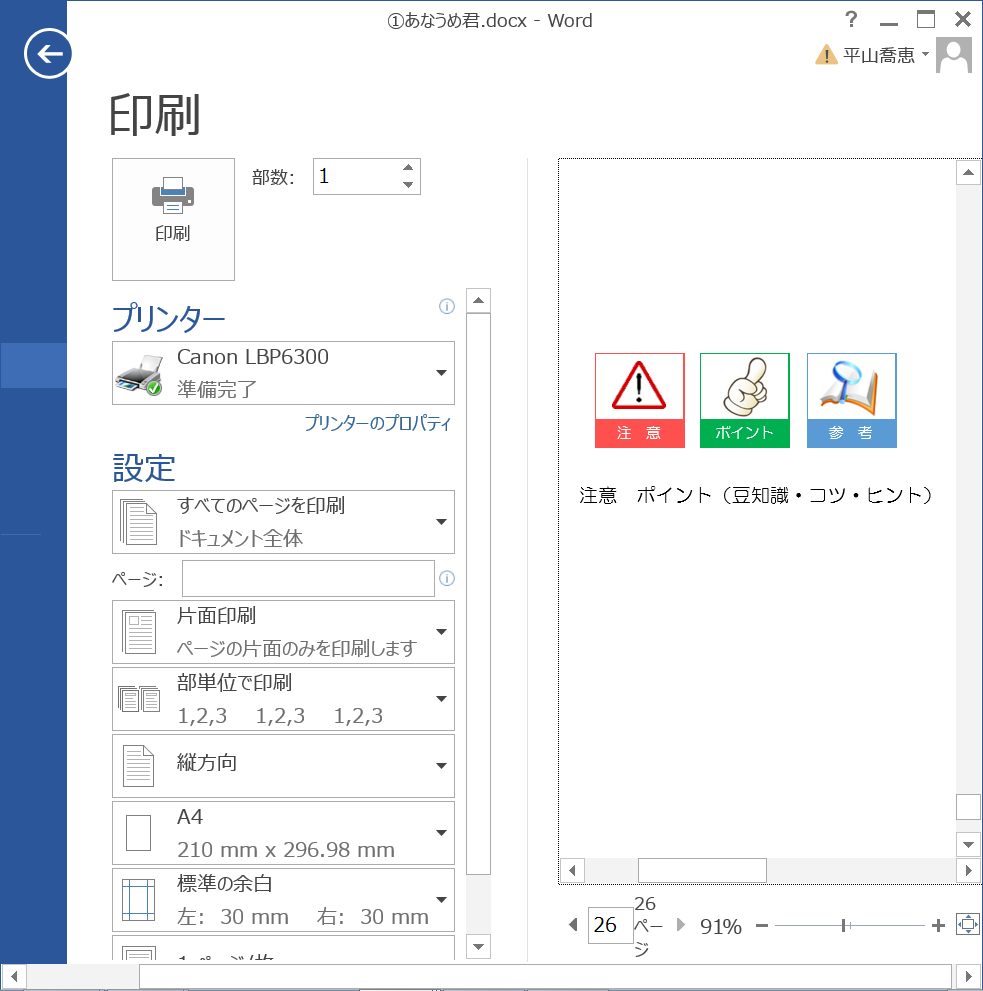 ①あなうめ君.docx - Word
?
平山喬恵
印刷
印刷
部数:
1
プリンター
Canon LBP6300
準備完了
プリンターのプロパティ
設定
すべてのページを印刷
ドキュメント全体
ページ:
片面印刷
ページの片面のみを印刷します
部単位で印刷
1,2,3 1,2,3 1,2,3
縦方向
A4
210 mm x 296.98 mm
標準の余白
左: 30 mm 右: 30 mm
1 ページ/枚
注 意
ポイント
参 考
注意 ポイント(豆知識・コツ・ヒント)
26
26
ページ
91%